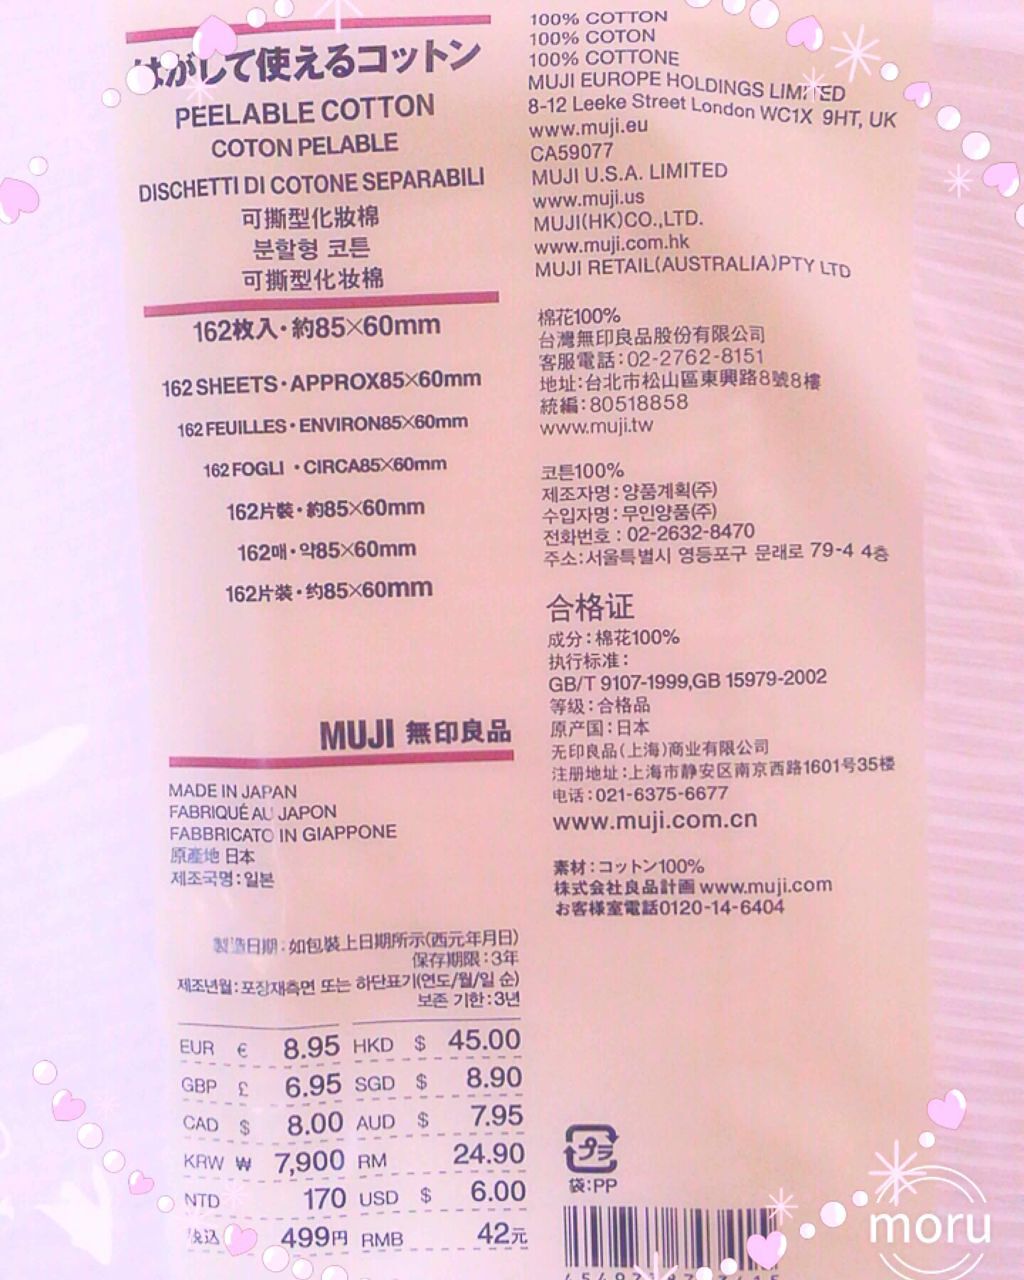 はがして使えるコットン
PEELABLE COTTON
COTON PELABLE
DISCHETTI DI COTONE SEPARABILI
可撕型化妝棉
분할형 코튼
可撕型化妆棉
162枚入・約85×60mm
162 SHEETS・APPROX85×60mm
162 FEUILLES・ENVIRON85×60mm
162 FOGLI ・CIRCA85×60mm
162片裝・約85×60mm
162매・약85×60mm
162片装・约85×60mm
MUJI 無印良品
MADE IN JAPAN
FABRIQUÉ AU JAPON
FABBRICATO IN GIAPPONE
原產地 日本
제조국명:일본
製造日期:如包裝上日期所示(西元年月日)
保存期限:3年
제조년월:포장재측면 또는 하단표기(연도/월/일 순)
보존 기한:3년
EUR € 8.95 HKD $ 45.00
GBP £ 6.95 SGD $ 8.90
CAD $ 8.00 AUD $ 7.95
KRW ₩ 7,900 RM 24.90
NTD 170 USD $ 6.00
税込 499円 RMB 42元
100% COTTON
100% COTON
100% COTTONE
MUJI EUROPE HOLDINGS LIMITED
8-12 Leeke Street London WC1X 9HT, UK
www.muji.eu
CA59077
MUJI U.S.A. LIMITED
www.muji.us
MUJI(HK)CO.,LTD.
www.muji.com.hk
MUJI RETAIL(AUSTRALIA)PTY LTD
棉花100%
台灣無印良品股份有限公司
客服電話:02-2762-8151
地址:台北市松山區東興路8號8樓
統編:80518858
www.muji.tw
코튼100%
제조자명:양품계획(주)
수입자명:무인양품(주)
전화번호:02-2632-8470
주소:서울특별시 영등포구 문래로 79-4 4층
合格证
成分:棉花100%
执行标准:
GB/T 9107-1999,GB 15979-2002
等级:合格品
原产国:日本
无印良品(上海)商业有限公司
注册地址:上海市静安区南京西路1601号35楼
电话:021-6375-6677
www.muji.com.cn
素材:コットン100%
株式会社良品計画 www.muji.com
お客様室電話0120-14-6404
プラ
袋:PP
moru